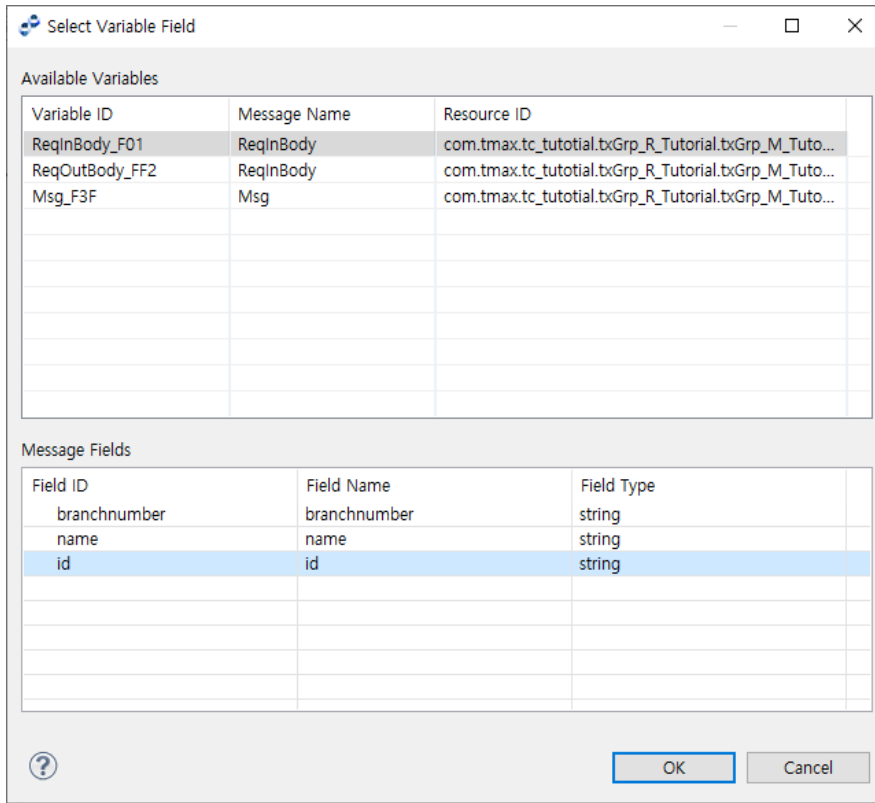 Select Variable Field
Available Variables
Variable ID Message Name Resource ID
ReqInBody_F01 ReqInBody com.tmax.tc_tutotial.txGrp_R_Tutorial.txGrp_M_Tuto...
ReqOutBody_FF2 ReqInBody com.tmax.tc_tutotial.txGrp_R_Tutorial.txGrp_M_Tuto...
Msg_F3F Msg com.tmax.tc_tutotial.txGrp_R_Tutorial.txGrp_M_Tuto...
Message Fields
Field ID Field Name Field Type
branchnumber branchnumber string
name name string
id id string
? OK Cancel